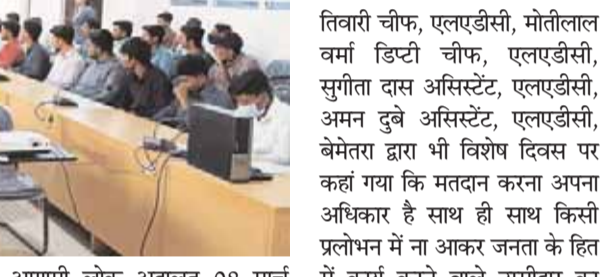 तिवारी चीफ, एलएडीसी, मोतीलाल
वर्मा डिप्टी चीफ, एलएडीसी,
सुगीता दास असिस्टेंट, एलएडीसी,
अमन दुबे असिस्टेंट, एलएडीसी,
बेमेतरा द्वारा भी विशेष दिवस पर
कहां गया कि मतदान करना अपना
अधिकार है साथ ही साथ किसी
प्रलोभन में ना आकर जनता के हित